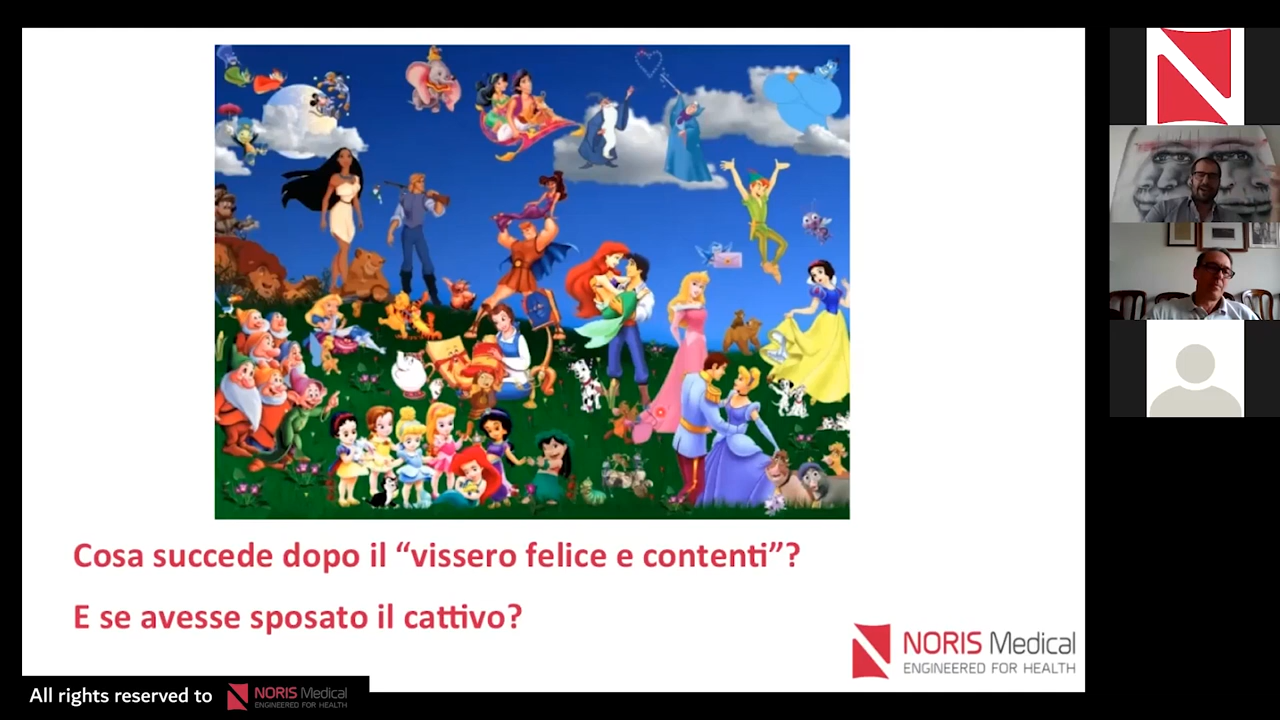 Cosa succede dopo il “vissero felice e contenti”?
E se avesse sposato il cattivo?
NORIS Medical
ENGINEERED FOR HEALTH
All rights reserved to
NORIS Medical
ENGINEERED FOR HEALTH